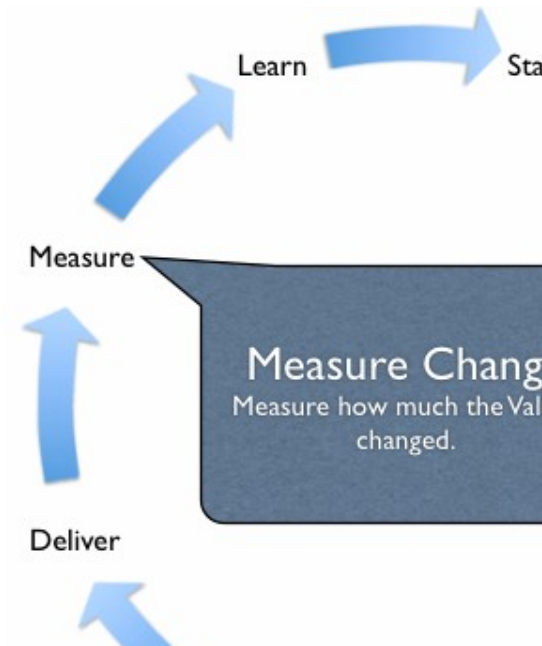 Learn
Sta
Measure
Measure Chang
Measure how much the Val
changed.
Deliver